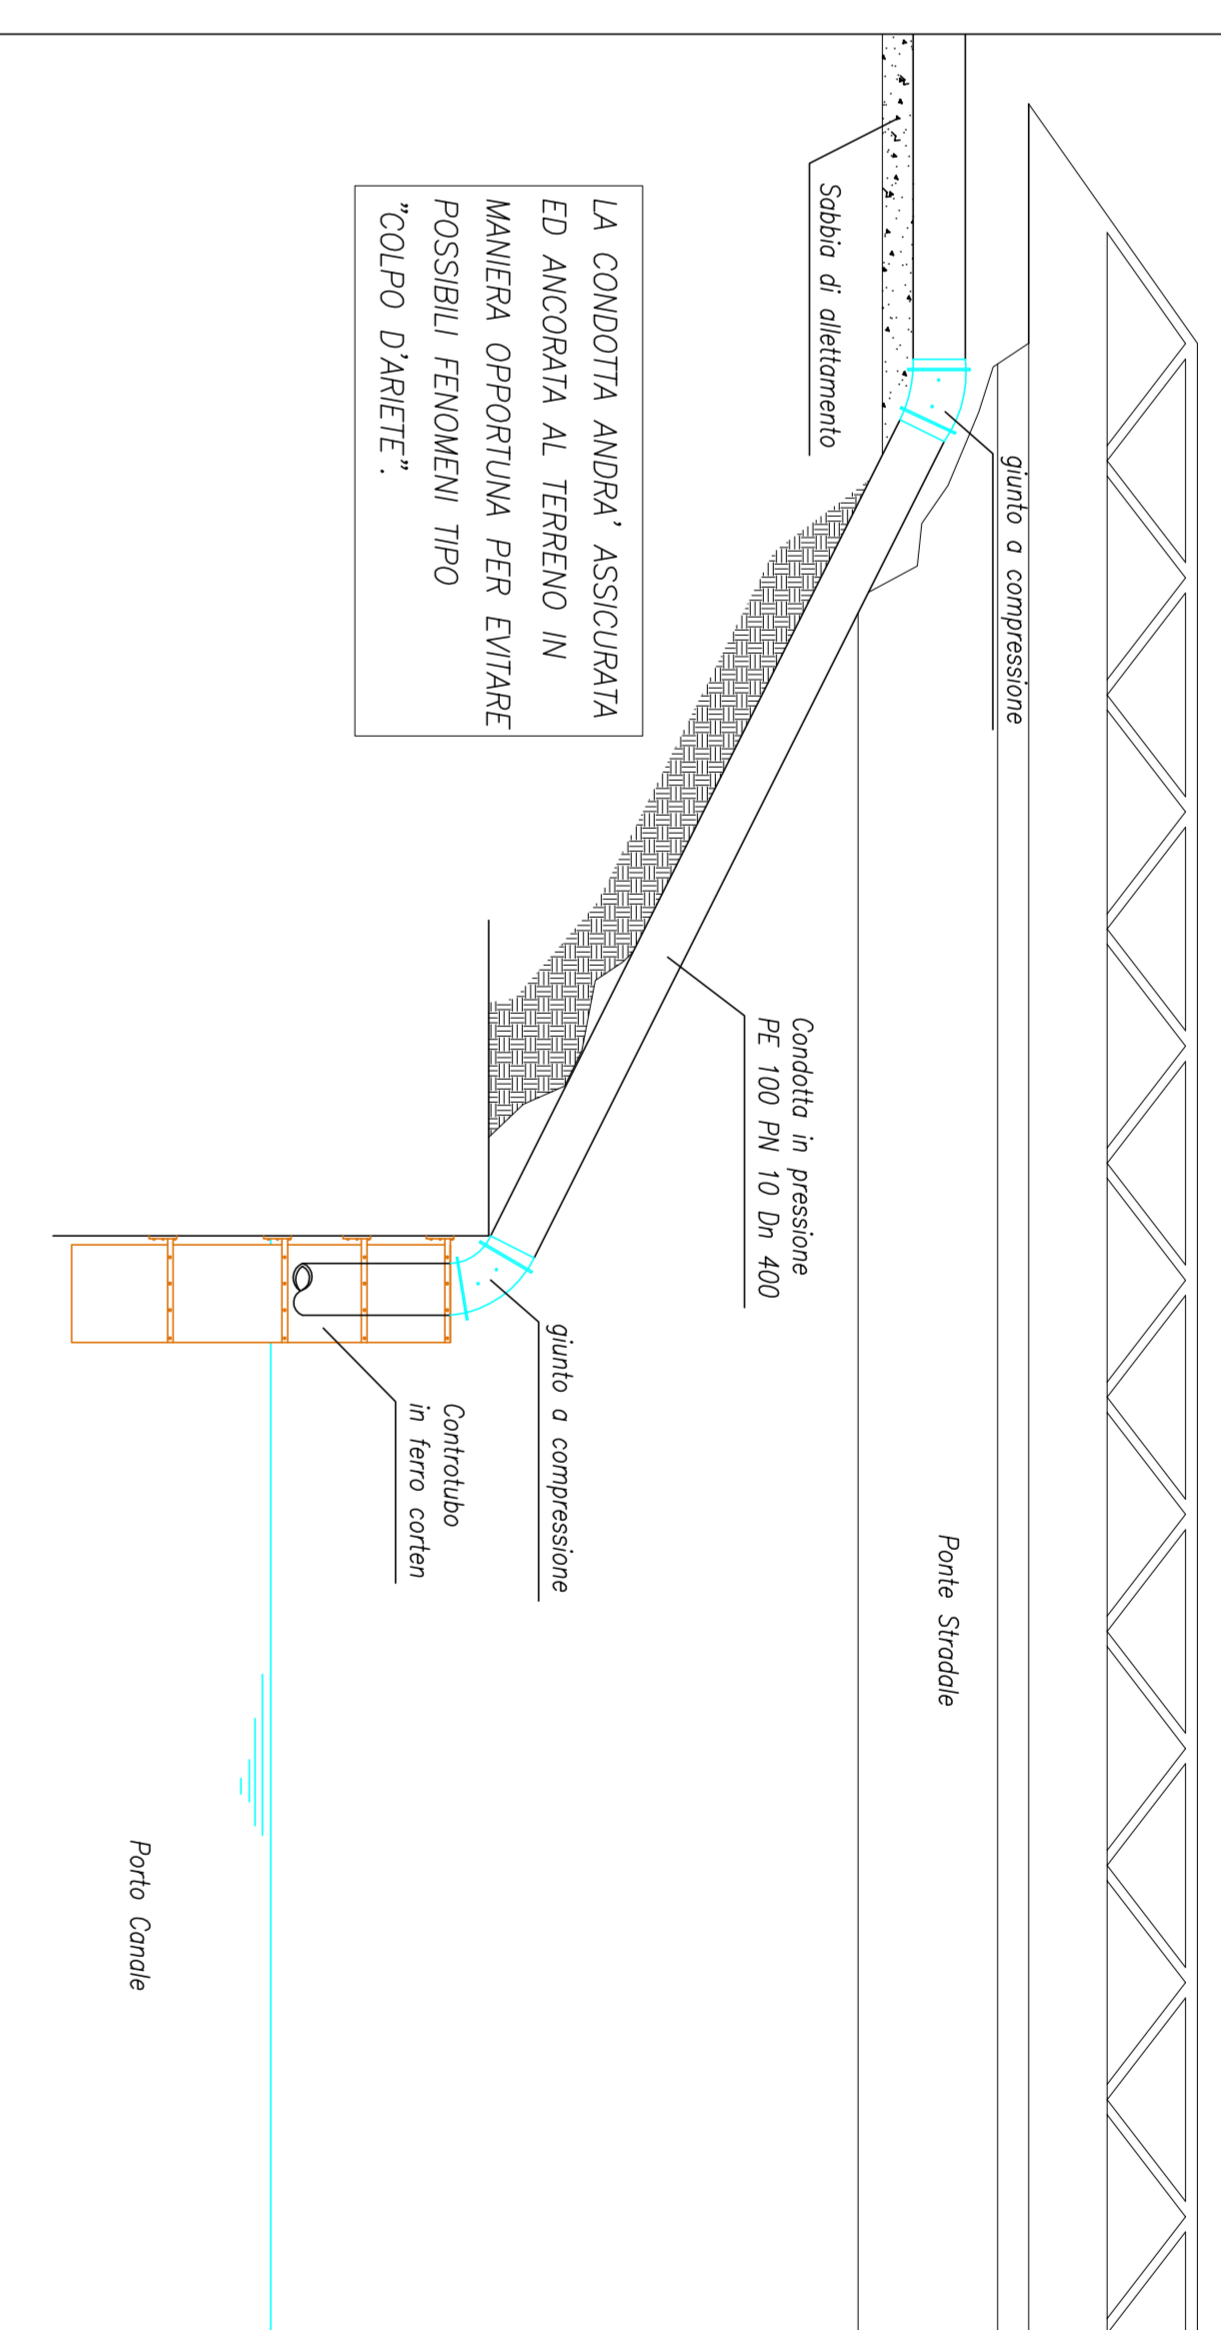 giunto a compressione
Sabbia di allettamento
LA CONDOTTA ANDRA' ASSICURATA
ED ANCORATA AL TERRENO IN
MANIERA OPPORTUNA PER EVITARE
POSSIBILI FENOMENI TIPO
"COLPO D'ARIETE".
Condotta in pressione
PE 100 PN 10 Dn 400
giunto a compressione
Controtubo
in ferro corten
Ponte Stradale
Porto Canale